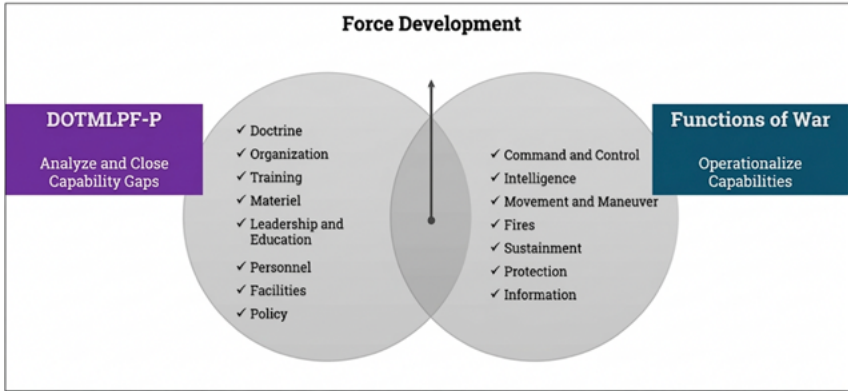 Force Development
DOTMLPF-P
Analyze and Close
Capability Gaps
✓ Doctrine
✓ Organization
✓ Training
✓ Materiel
✓ Leadership and
Education
✓ Personnel
✓ Facilities
✓ Policy
✓ Command and Control
✓ Intelligence
✓ Movement and Maneuver
✓ Fires
✓ Sustainment
✓ Protection
✓ Information
Functions of War
Operationalize
Capabilities